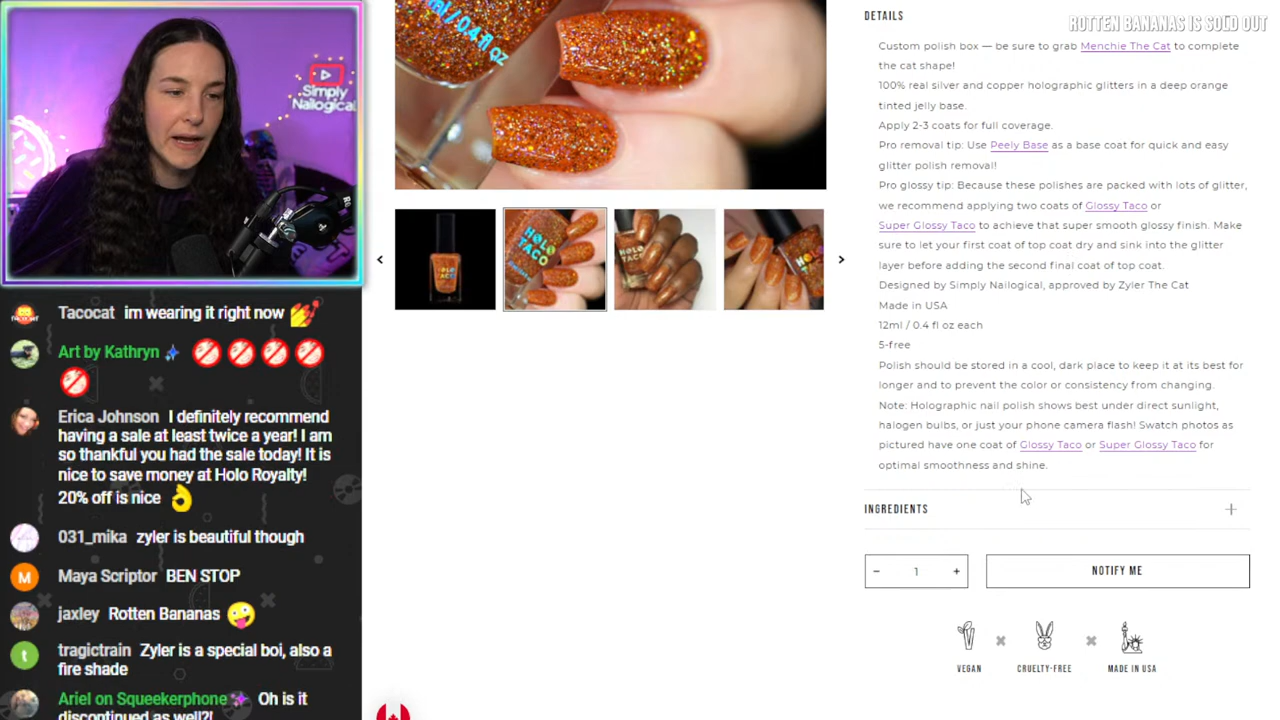 Simply
Nailogical
Tacocat im wearing it right now
Art by Kathryn
Erica Johnson I definitely recommend
having a sale at least twice a year! I am
so thankful you had the sale today! It is
nice to save money at Holo Royalty!
20% off is nice
031_mika zyler is beautiful though
Maya Scriptor BEN STOP
jaxley Rotten Bananas
t
tragictrain Zyler is a special boi, also a
fire shade
Ariel on Squeekerphone Oh is it
discontinued as well?!
M
ml / 0.4 fl oz
HOLO
TACO
HOLO
TACO
HOLO
TACO
ROTTEN BANANAS IS SOLD OUT
DETAILS
Custom polish box — be sure to grab Menchie The Cat to complete
the cat shape!
100% real silver and copper holographic glitters in a deep orange
tinted jelly base.
Apply 2-3 coats for full coverage.
Pro removal tip: Use Peely Base as a base coat for quick and easy
glitter polish removal!
Pro glossy tip: Because these polishes are packed with lots of glitter,
we recommend applying two coats of Glossy Taco or
Super Glossy Taco to achieve that super smooth glossy finish. Make
sure to let your first coat of top coat dry and sink into the glitter
layer before adding the second final coat of top coat.
Designed by Simply Nailogical, approved by Zyler The Cat
Made in USA
12ml / 0.4 fl oz each
5-free
Polish should be stored in a cool, dark place to keep it at its best for
longer and to prevent the color or consistency from changing.
Note: Holographic nail polish shows best under direct sunlight,
halogen bulbs, or just your phone camera flash! Swatch photos as
pictured have one coat of Glossy Taco or Super Glossy Taco for
optimal smoothness and shine.
INGREDIENTS +
− 1 + NOTIFY ME
VEGAN CRUELTY-FREE MADE IN USA